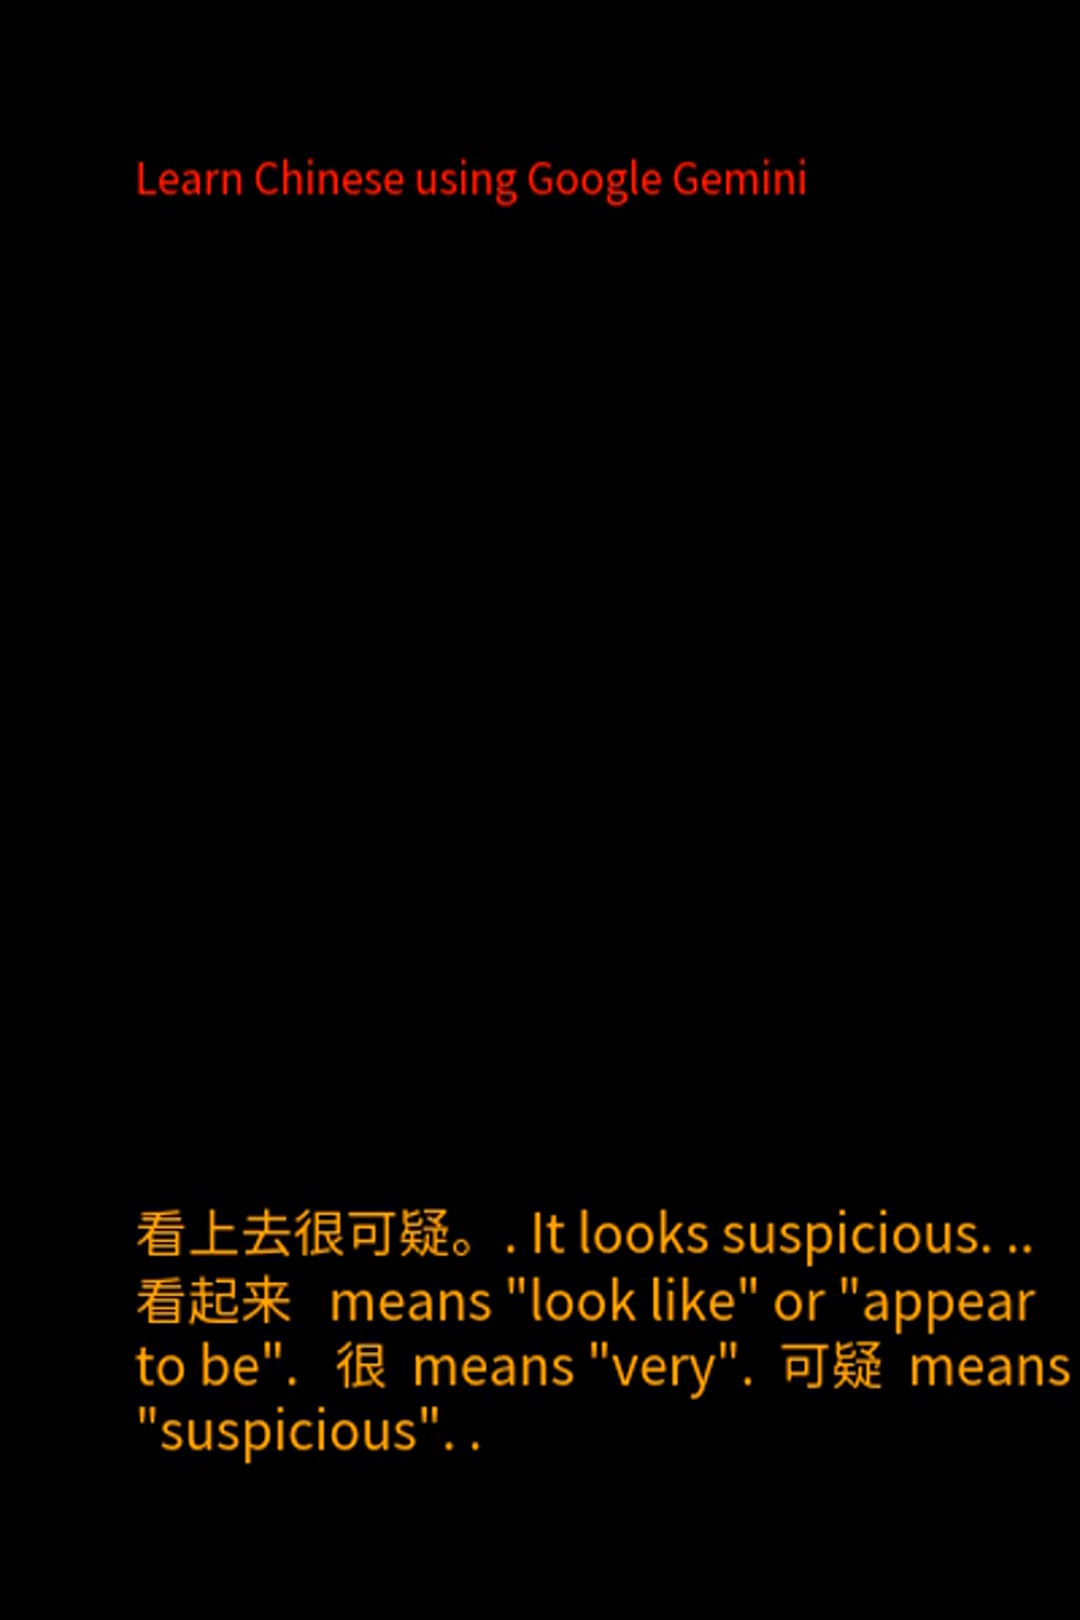 Learn Chinese using Google Gemini
看上去很可疑。. It looks suspicious. ..
看起来 means "look like" or "appear
to be". 很 means "very". 可疑 means
"suspicious". .